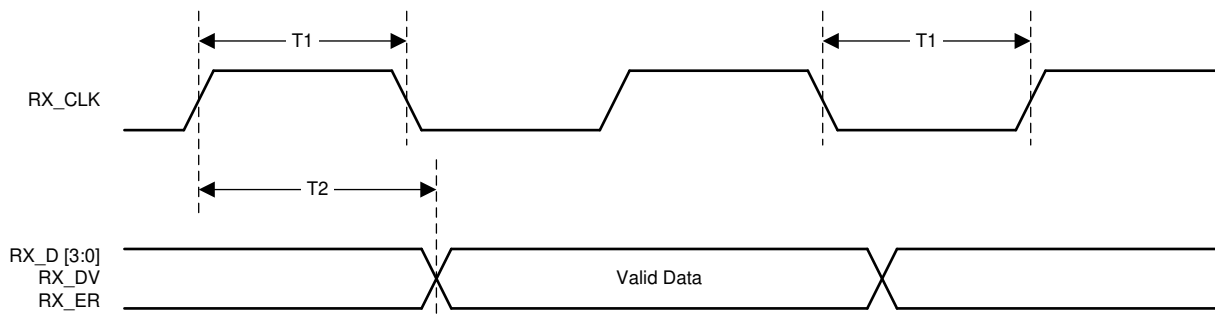 T1
T1
RX_CLK
T2
RX_D [3:0]
RX_DV
RX_ER
Valid Data